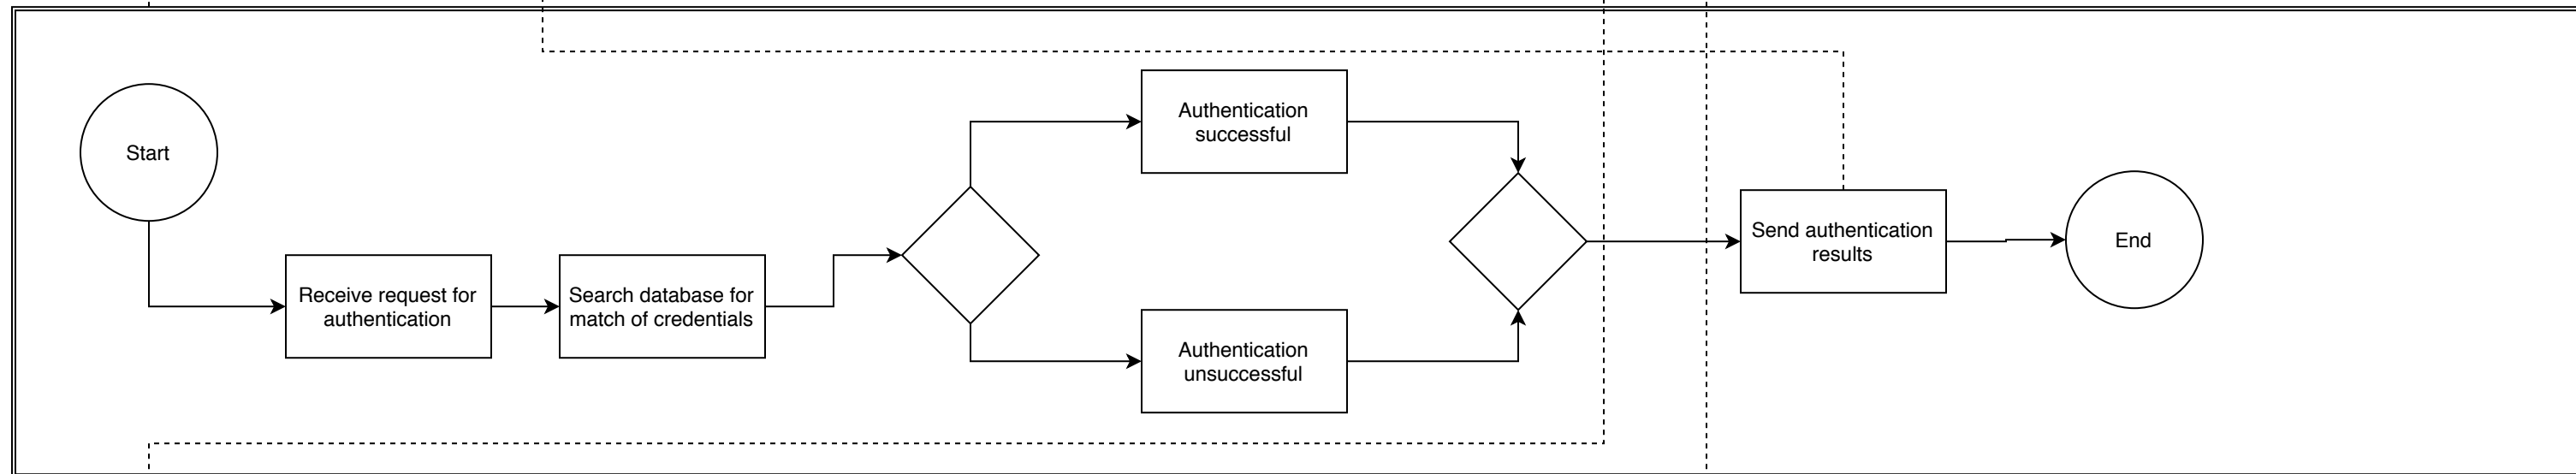 Start
Receive request for
authentication
Search database for
match of credentials
Authentication
successful
Authentication
unsuccessful
Send authentication
results
End